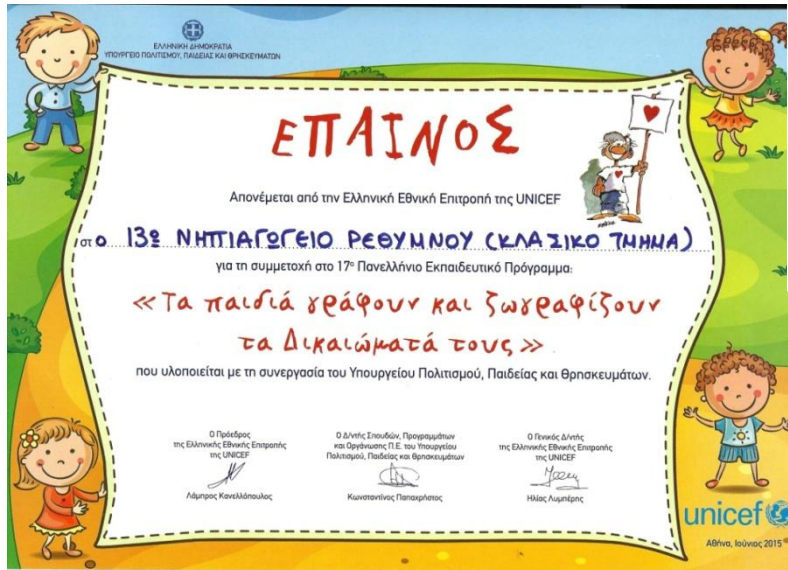 ΕΛΛΗΝΙΚΗ ΔΗΜΟΚΡΑΤΙΑ
ΥΠΟΥΡΓΕΙΟ ΠΟΛΙΤΙΣΜΟΥ, ΠΑΙΔΕΙΑΣ ΚΑΙ ΘΡΗΣΚΕΥΜΑΤΩΝ
ΕΠΑΙΝΟΣ
Απονέμεται από την Ελληνική Εθνική Επιτροπή της UNICEF
στο 13ο ΝΗΠΙΑΓΩΓΕΙΟ ΡΕΘΥΜΝΟΥ (ΚΛΑΣΙΚΟ ΤΜΗΜΑ)
για τη συμμετοχή στο 17ο Πανελλήνιο Εκπαιδευτικό Πρόγραμμα:
«Τα παιδιά γράφουν και ζωγραφίζουν
τα Δικαιώματά τους»
που υλοποιείται με τη συνεργασία του Υπουργείου Πολιτισμού, Παιδείας και Θρησκευμάτων.
Ο Πρόεδρος
της Ελληνικής Εθνικής Επιτροπής
της UNICEF
Λάμπρος Κανελλόπουλος
Ο Δ/ντής Σπουδών, Προγραμμάτων
και Οργάνωσης Π.Ε. του Υπουργείου
Πολιτισμού, Παιδείας και Θρησκευμάτων
Κωνσταντίνος Παπαχρήστος
Ο Γενικός Δ/ντής
της Ελληνικής Εθνικής Επιτροπής
της UNICEF
Ηλίας Λυμπέρης
unicef
Αθήνα, Ιούνιος 2015